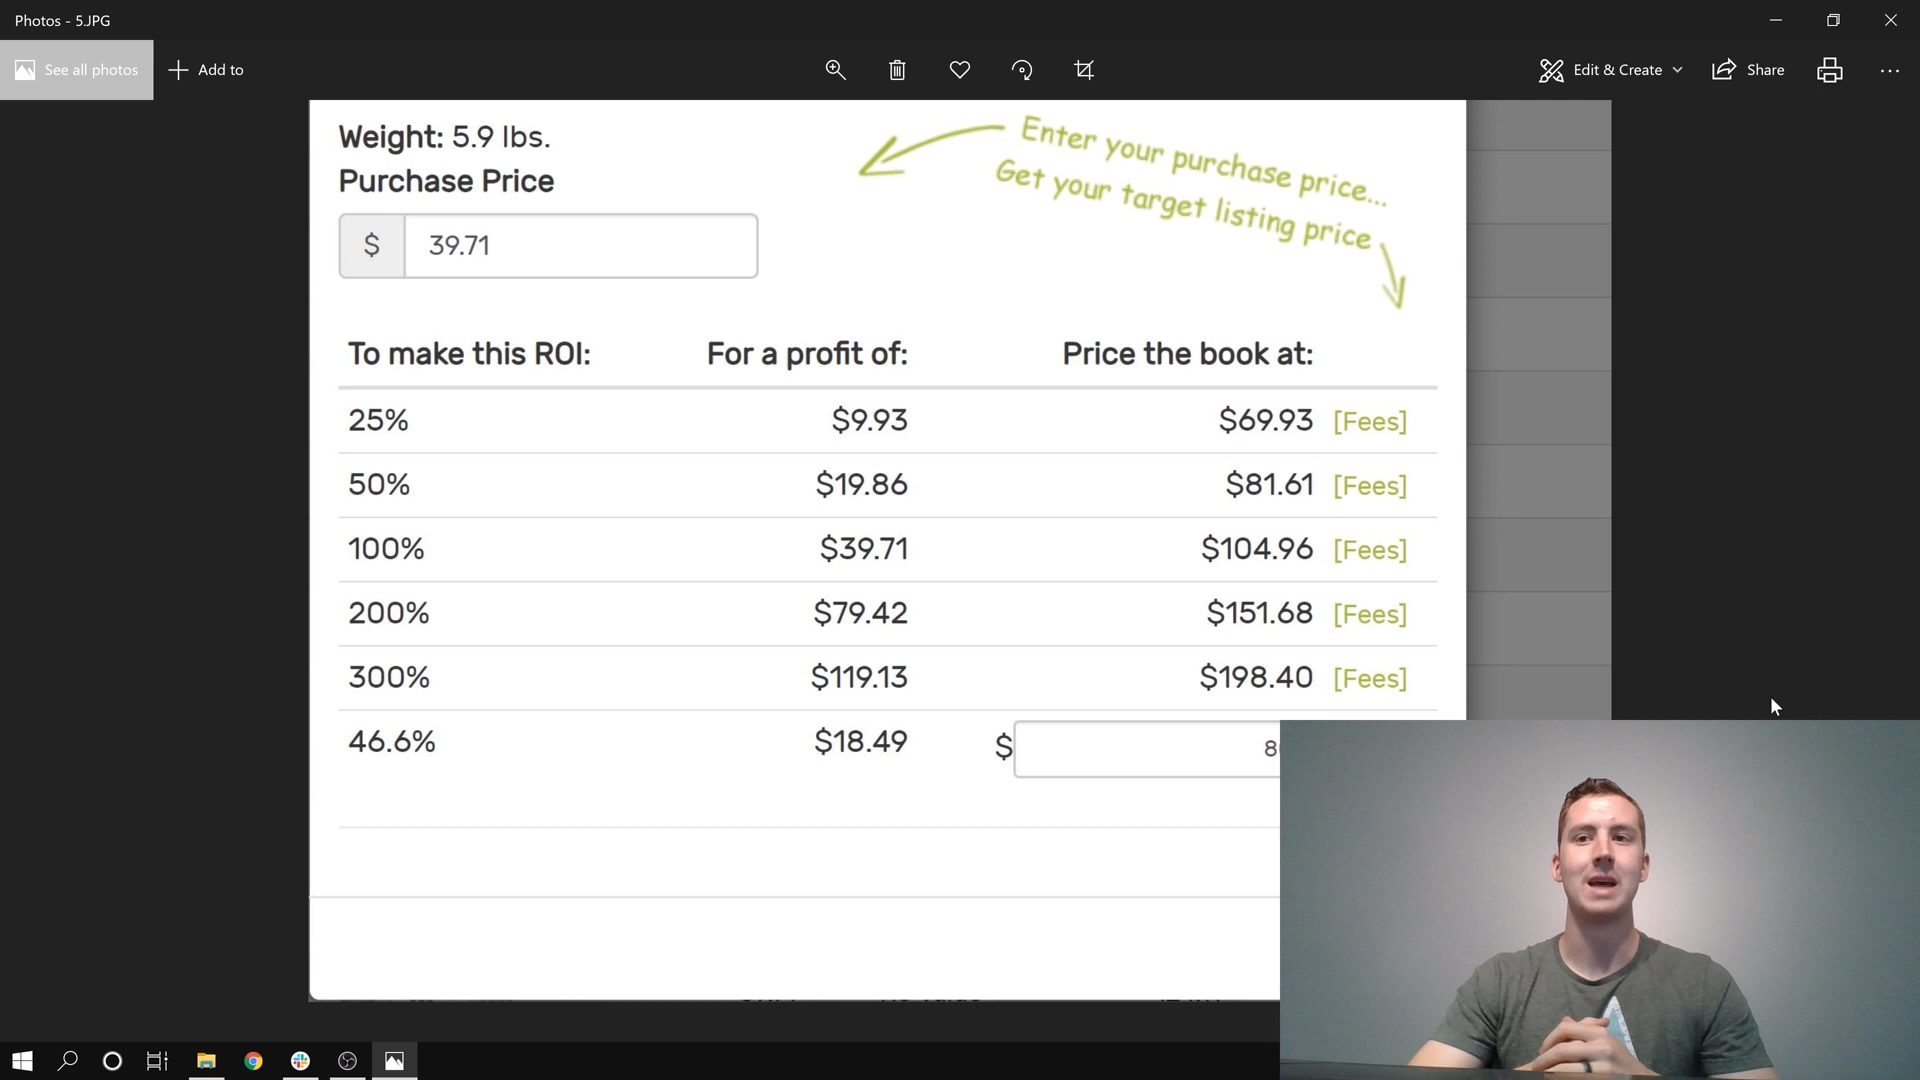 Photos - 5.JPG
See all photos
Add to
Edit & Create
Share
Weight: 5.9 lbs.
Enter your purchase price...
Get your target listing price
Purchase Price
$ 39.71
To make this ROI: For a profit of: Price the book at:
25% $9.93 $69.93 [Fees]
50% $19.86 $81.61 [Fees]
100% $39.71 $104.96 [Fees]
200% $79.42 $151.68 [Fees]
300% $119.13 $198.40 [Fees]
46.6% $18.49 $